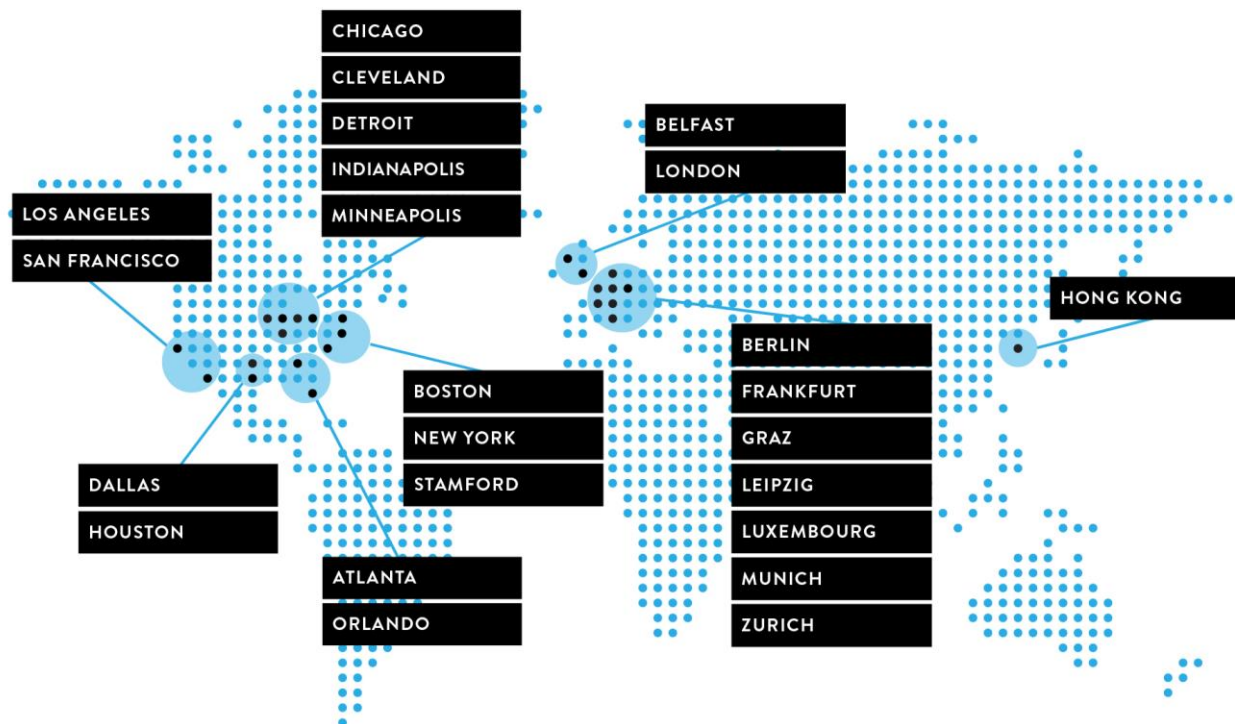 CHICAGO
CLEVELAND
DETROIT
INDIANAPOLIS
MINNEAPOLIS
BELFAST
LONDON
LOS ANGELES
SAN FRANCISCO
HONG KONG
BERLIN
FRANKFURT
GRAZ
LEIPZIG
LUXEMBOURG
MUNICH
ZURICH
BOSTON
NEW YORK
STAMFORD
DALLAS
HOUSTON
ATLANTA
ORLANDO